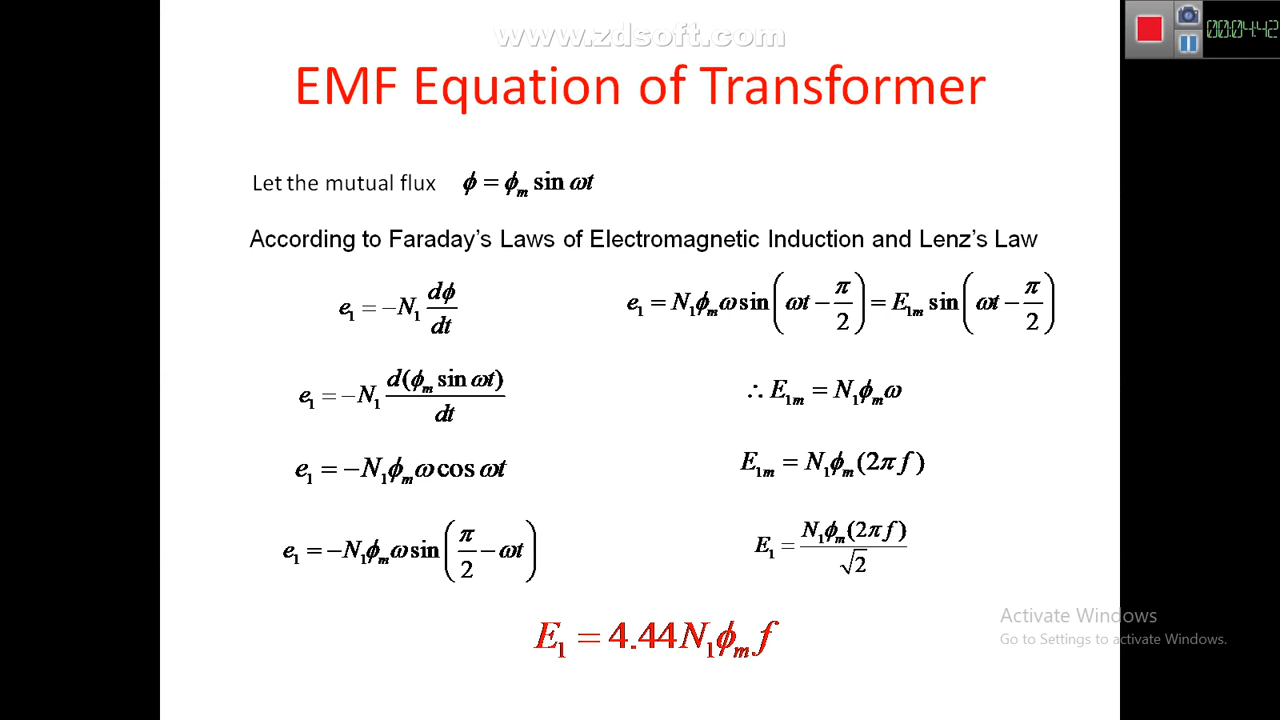 www.zdsoft.com
00:04:42
EMF Equation of Transformer
Let the mutual flux ϕ = ϕₘ sin ωt
According to Faraday’s Laws of Electromagnetic Induction and Lenz’s Law
e₁ = −N₁ dϕ/dt
e₁ = −N₁ d(ϕₘ sin ωt)/dt
e₁ = −N₁ϕₘω cos ωt
e₁ = −N₁ϕₘω sin(π/2 − ωt)
e₁ = N₁ϕₘω sin(ωt − π/2) = E₁ₘ sin(ωt − π/2)
∴ E₁ₘ = N₁ϕₘω
E₁ₘ = N₁ϕₘ(2πf)
E₁ = N₁ϕₘ(2πf)/√2
E₁ = 4.44N₁ϕₘf
Activate Windows
Go to Settings to activate Windows.